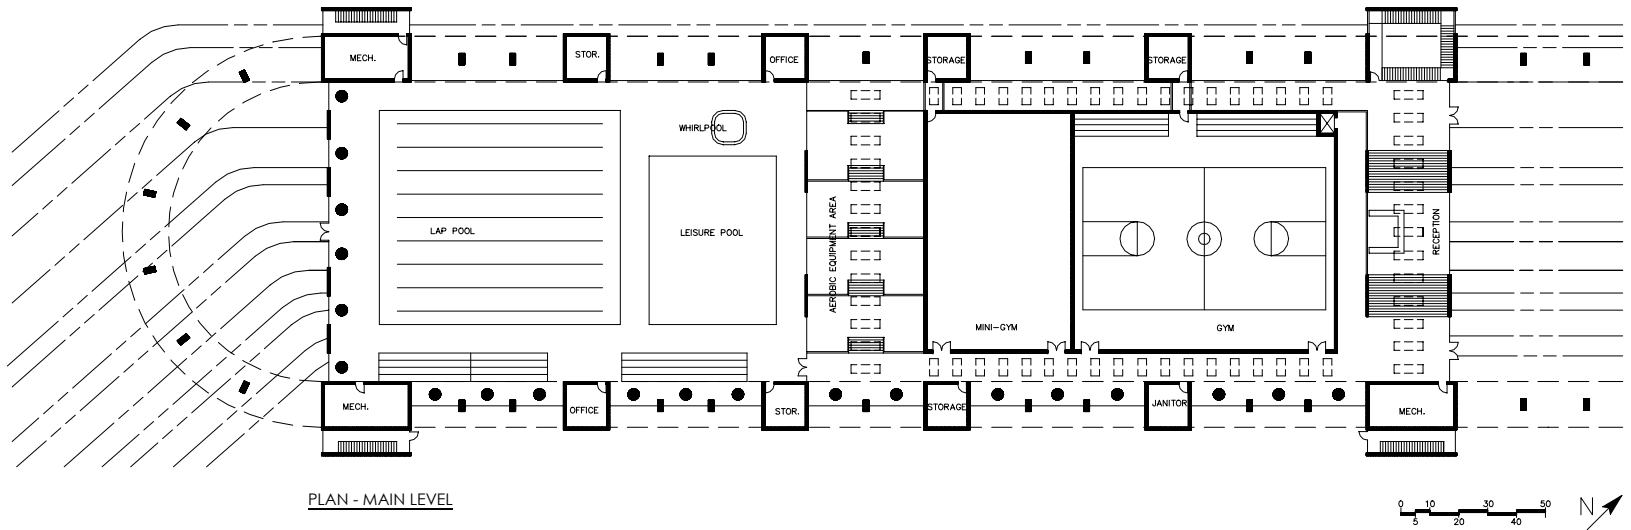 MECH.
STOR.
OFFICE
STORAGE
STORAGE
WHIRLPOOL
LAP POOL
LEISURE POOL
AEROBIC EQUIPMENT AREA
RECEPTION
MINI-GYM
GYM
MECH.
OFFICE
STOR.
STORAGE
JANITOR
MECH.
PLAN - MAIN LEVEL
0 10 30 50
5 20 40
N